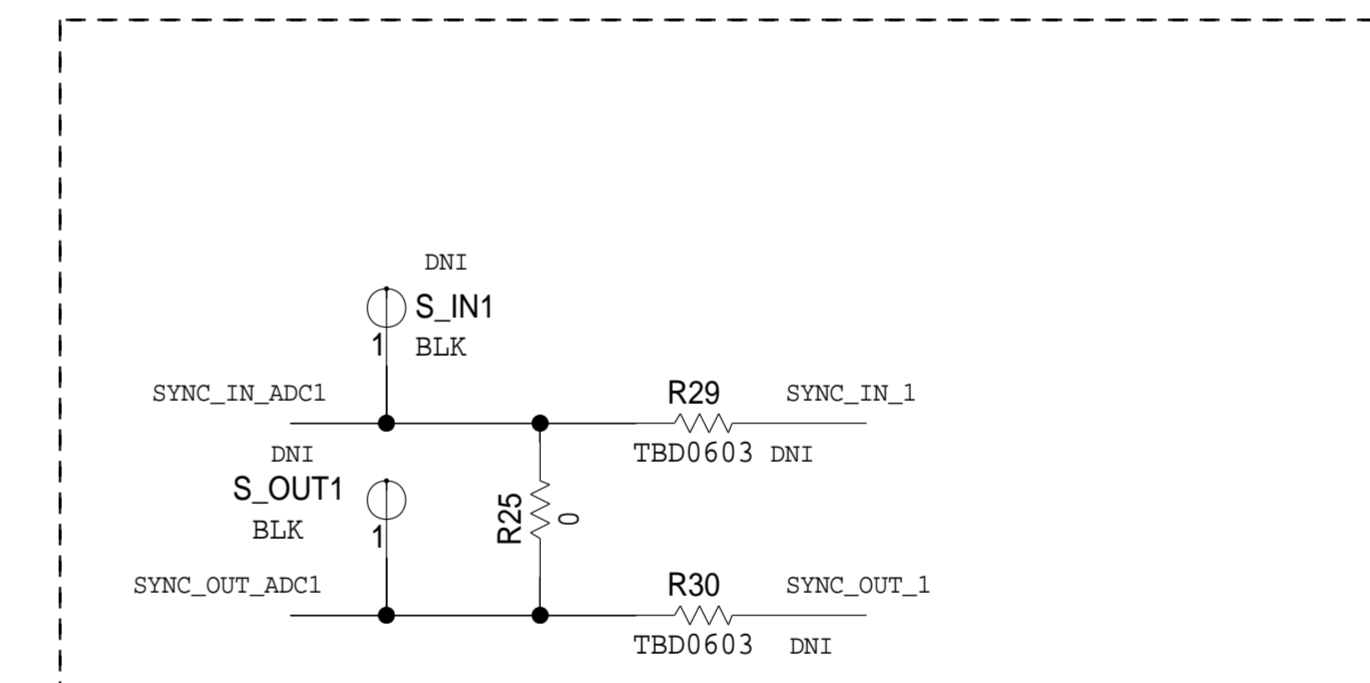 DNI
S_IN1
1
BLK
SYNC_IN_ADC1
R29
SYNC_IN_1
DNI
TBD0603
DNI
S_OUT1
BLK
1
R25
0
SYNC_OUT_ADC1
R30
SYNC_OUT_1
TBD0603
DNI